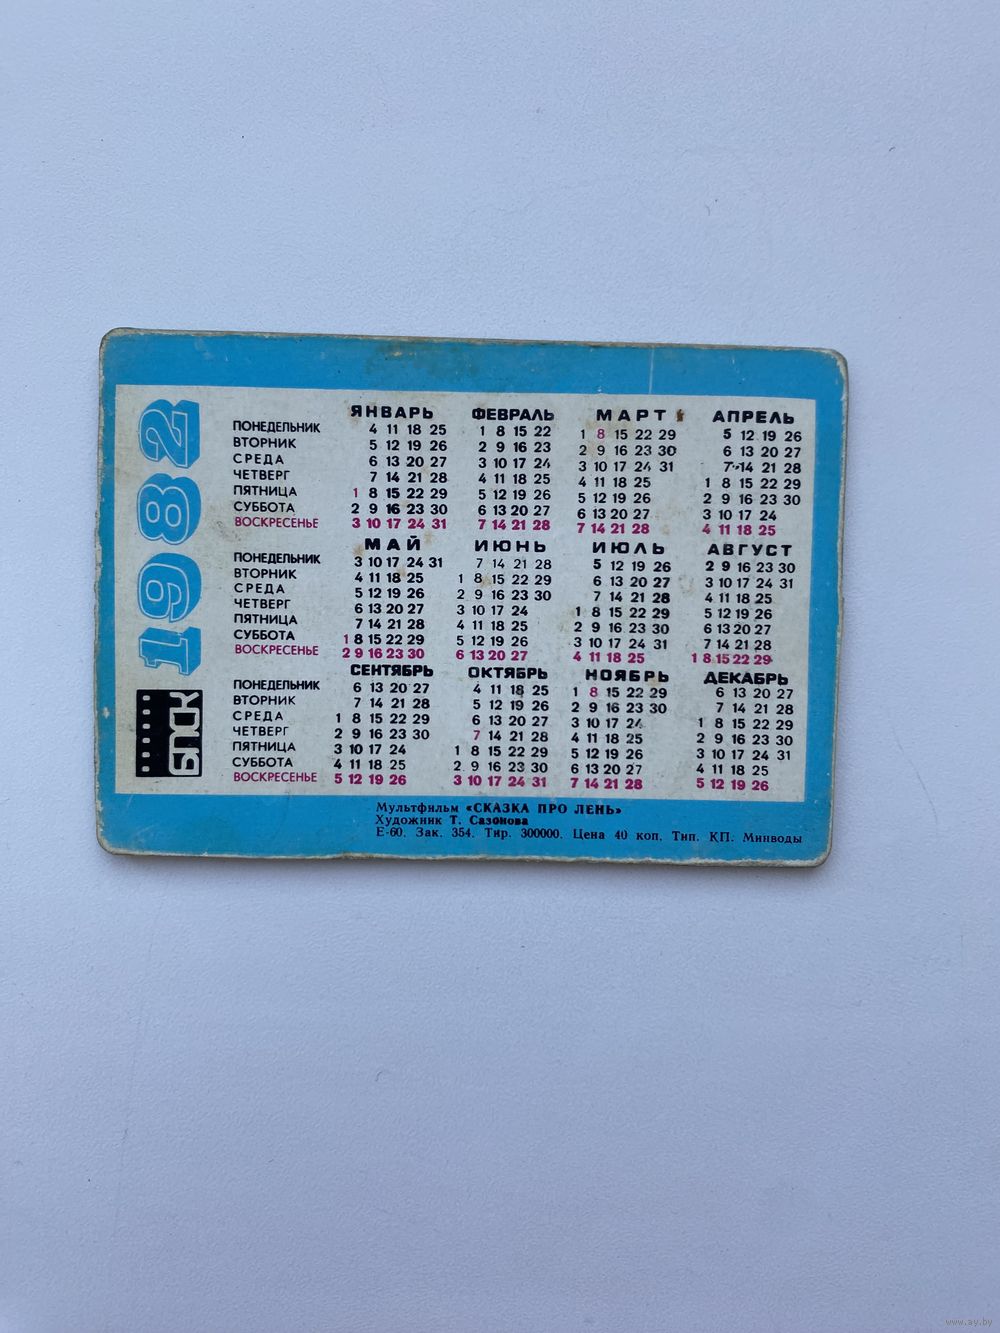 1982
БПСК
ЯНВАРЬ ФЕВРАЛЬ МАРТ АПРЕЛЬ
ПОНЕДЕЛЬНИК 4 11 18 25 1 8 15 22 1 8 15 22 29 5 12 19 26
ВТОРНИК 5 12 19 26 2 9 16 23 2 9 16 23 30 6 13 20 27
СРЕДА 6 13 20 27 3 10 17 24 3 10 17 24 31 7 14 21 28
ЧЕТВЕРГ 7 14 21 28 4 11 18 25 4 11 18 25 1 8 15 22 29
ПЯТНИЦА 1 8 15 22 29 5 12 19 26 5 12 19 26 2 9 16 23 30
СУББОТА 2 9 16 23 30 6 13 20 27 6 13 20 27 3 10 17 24
ВОСКРЕСЕНЬЕ 3 10 17 24 31 7 14 21 28 7 14 21 28 4 11 18 25
МАЙ ИЮНЬ ИЮЛЬ АВГУСТ
ПОНЕДЕЛЬНИК 3 10 17 24 31 7 14 21 28 5 12 19 26 2 9 16 23 30
ВТОРНИК 4 11 18 25 1 8 15 22 29 6 13 20 27 3 10 17 24 31
СРЕДА 5 12 19 26 2 9 16 23 30 7 14 21 28 4 11 18 25
ЧЕТВЕРГ 6 13 20 27 3 10 17 24 1 8 15 22 29 5 12 19 26
ПЯТНИЦА 7 14 21 28 4 11 18 25 2 9 16 23 30 6 13 20 27
СУББОТА 1 8 15 22 29 5 12 19 26 3 10 17 24 31 7 14 21 28
ВОСКРЕСЕНЬЕ 2 9 16 23 30 6 13 20 27 4 11 18 25 1 8 15 22 29
СЕНТЯБРЬ ОКТЯБРЬ НОЯБРЬ ДЕКАБРЬ
ПОНЕДЕЛЬНИК 6 13 20 27 4 11 18 25 1 8 15 22 29 6 13 20 27
ВТОРНИК 7 14 21 28 5 12 19 26 2 9 16 23 30 7 14 21 28
СРЕДА 1 8 15 22 29 6 13 20 27 3 10 17 24 1 8 15 22 29
ЧЕТВЕРГ 2 9 16 23 30 7 14 21 28 4 11 18 25 2 9 16 23 30
ПЯТНИЦА 3 10 17 24 1 8 15 22 29 5 12 19 26 3 10 17 24 31
СУББОТА 4 11 18 25 2 9 16 23 30 6 13 20 27 4 11 18 25
ВОСКРЕСЕНЬЕ 5 12 19 26 3 10 17 24 31 7 14 21 28 5 12 19 26
Мультфильм «СКАЗКА ПРО ЛЕНЬ»
Художник Т. Сазонова
Е-60. Зак. 354. Тир. 300000. Цена 40 коп. Тип. КП. Минводы
www.ay.by